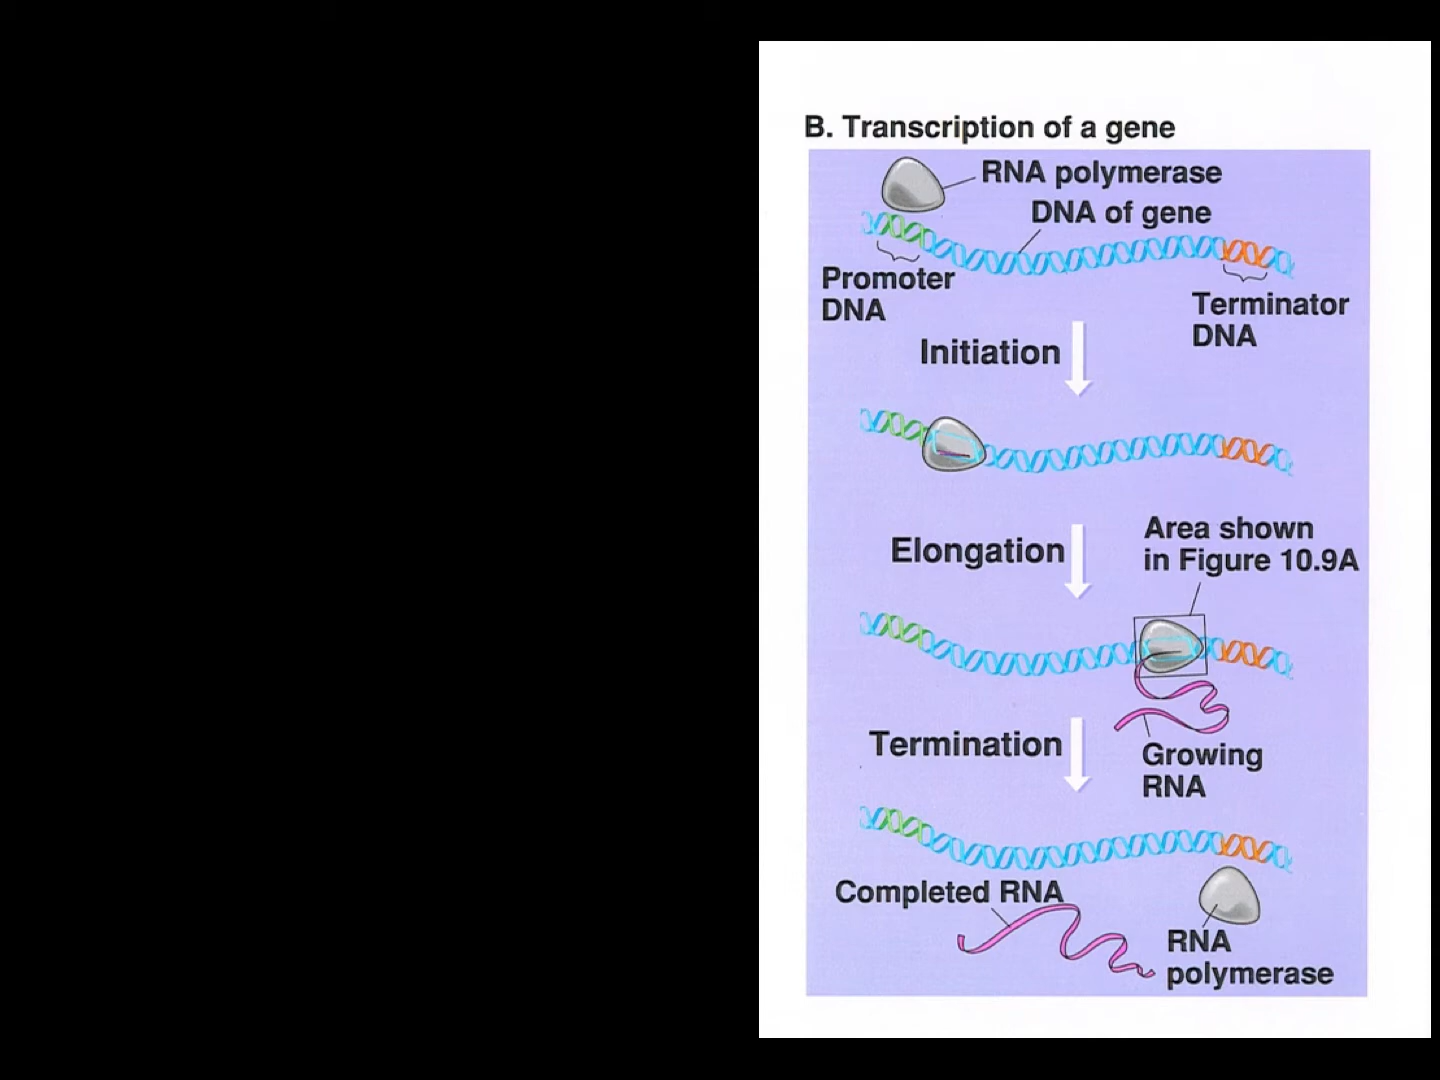 B. Transcription of a gene
RNA polymerase
DNA of gene
Promoter
DNA
Terminator
DNA
Initiation
Area shown
in Figure 10.9A
Elongation
Termination
Growing
RNA
Completed RNA
RNA
polymerase